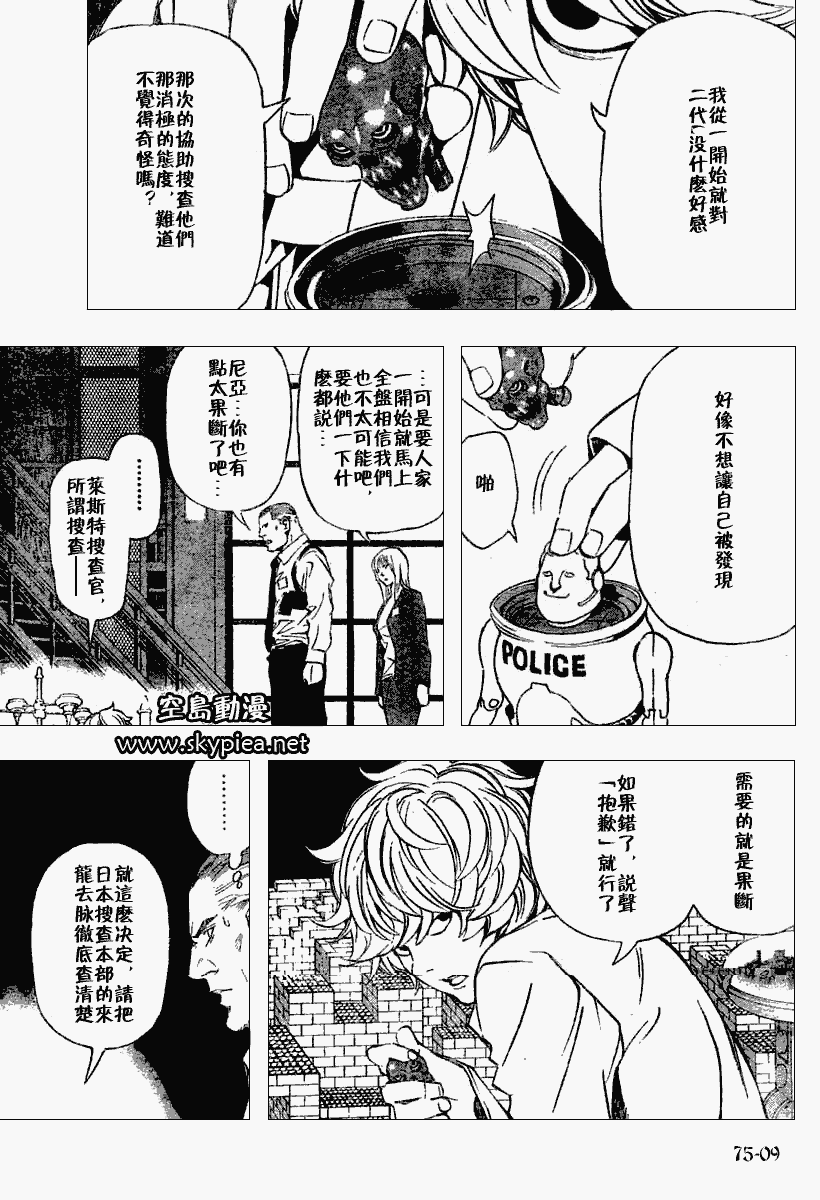 我從一開始就對
二代L沒什麼好感
那次的協助搜查他們
那消極的態度，難道
不覺得奇怪嗎？
好像不想讓自己被發現
啪
POLICE
…可是要人家
一開始就馬上
全盤相信我們
也不太可能吧，
要他們一下什
麼都說…
尼亞…你也有
點太果斷了吧…
………
萊斯特搜查官，
所謂搜查——
空島動漫
www.skypiea.net
需要的就是果斷
如果錯了，說聲
「抱歉」就行了
………
就這麼決定，請把
日本搜查本部的來
龍去脉徹底查清楚
75-09